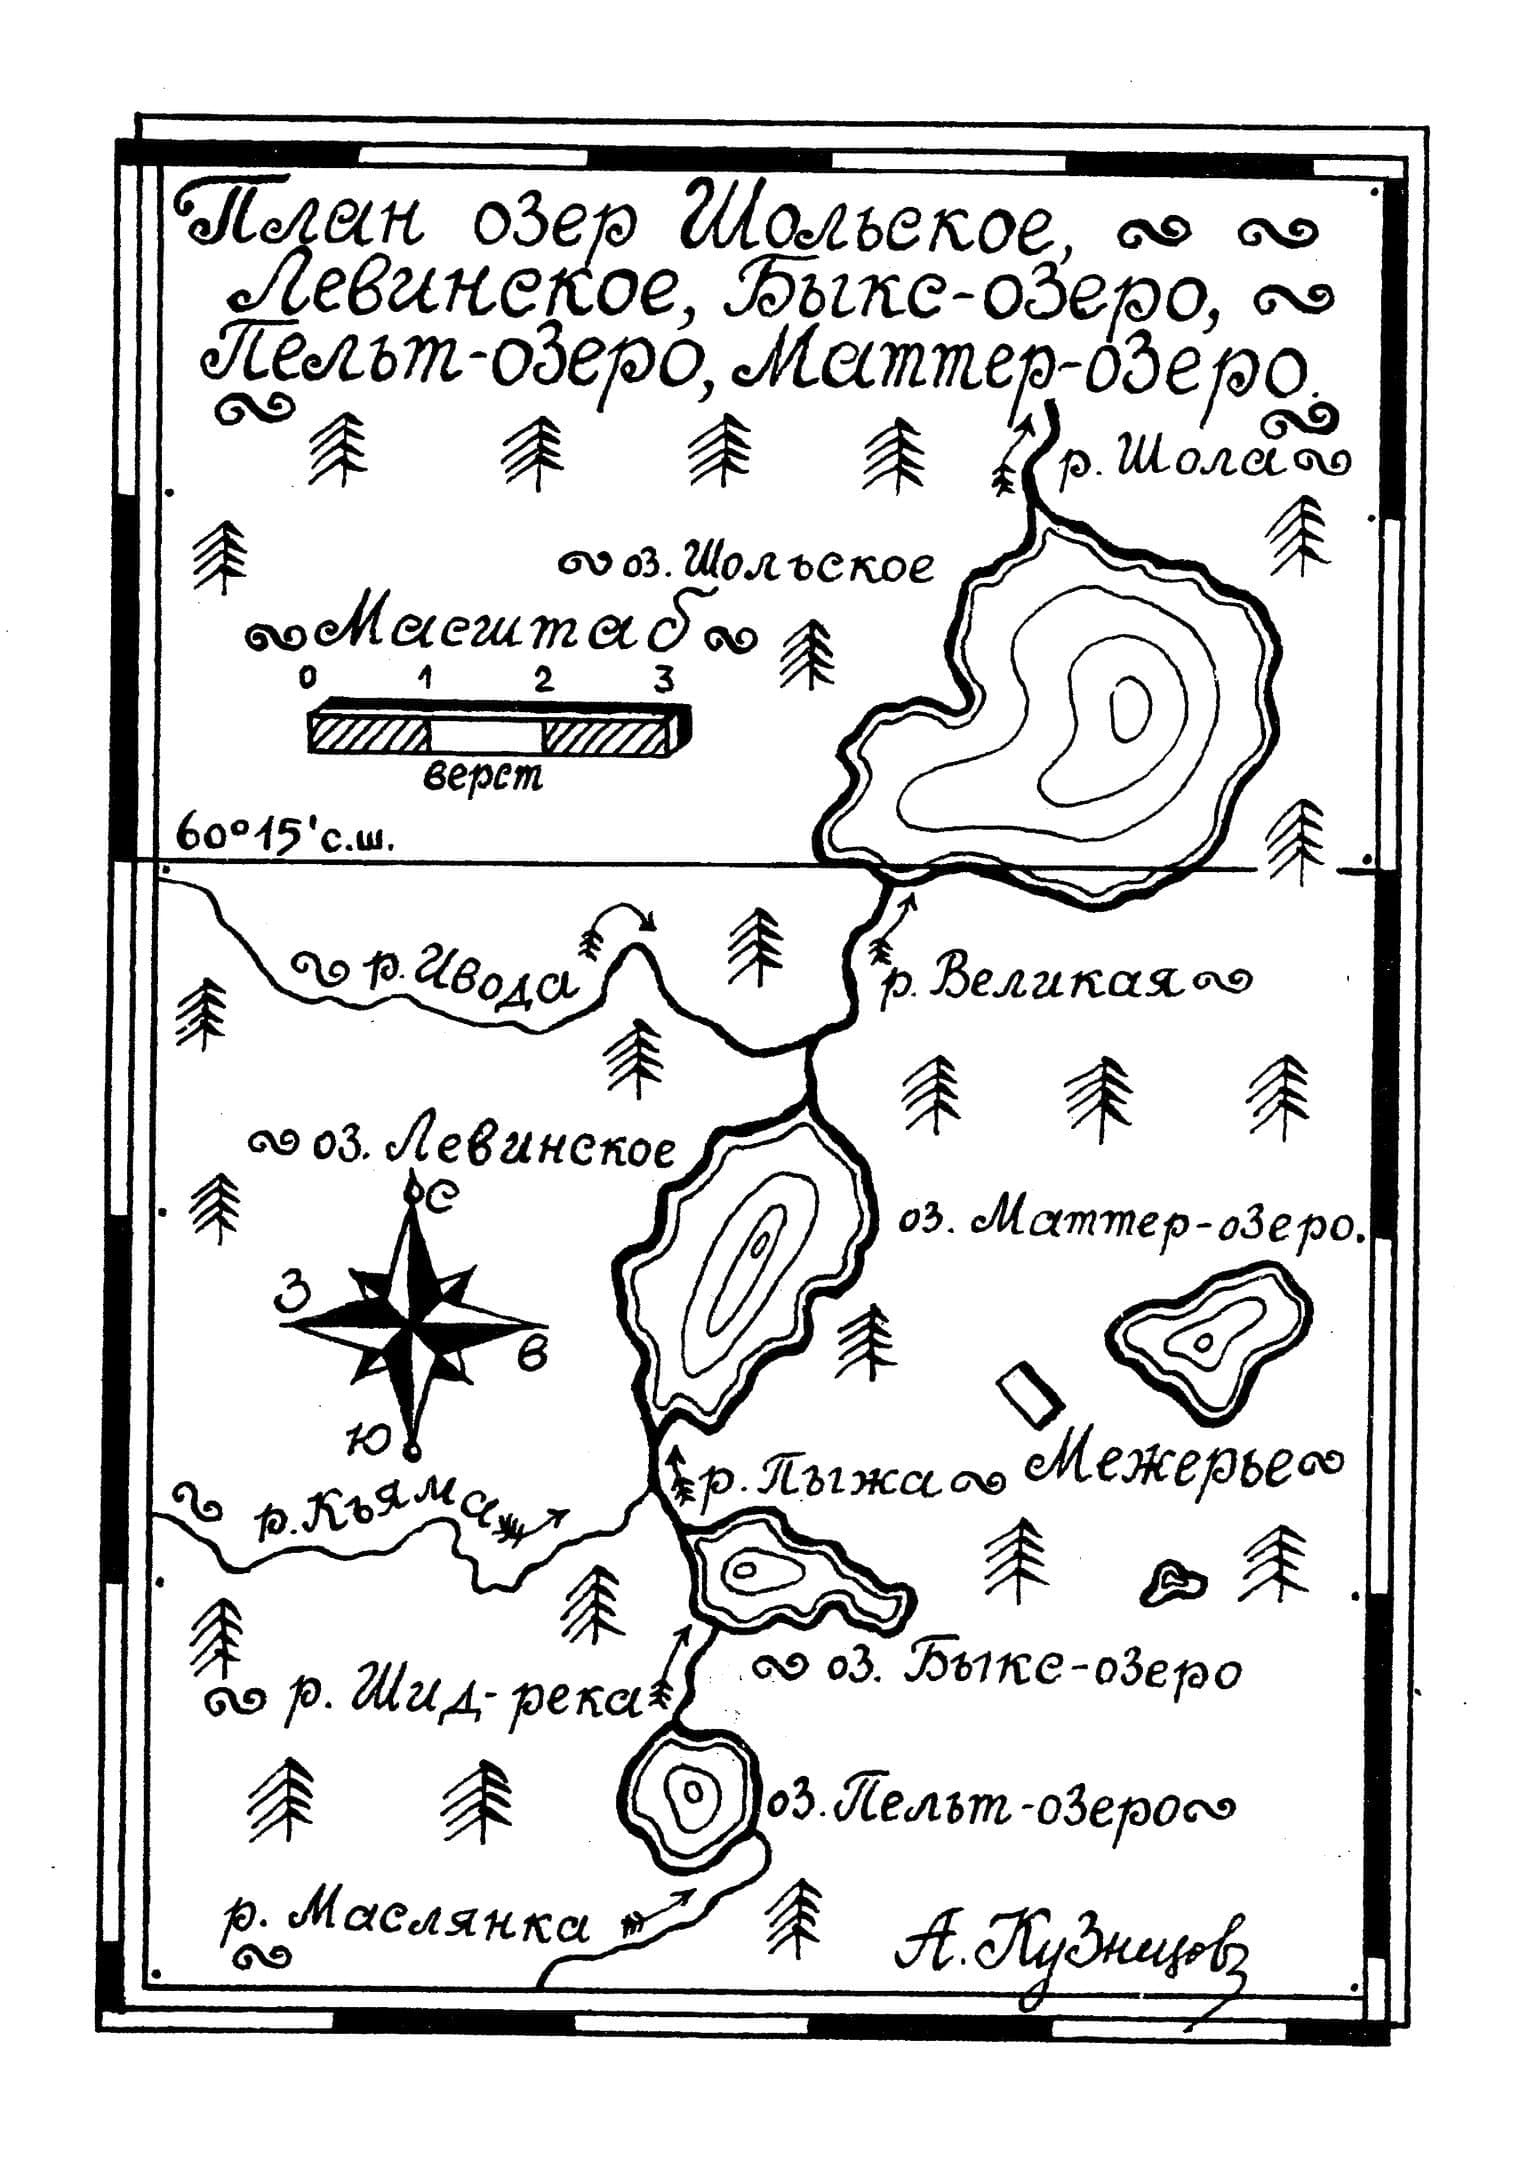 План озер Шольское,
Левинское, Быкс-озеро,
Пельт-озеро, Маттер-озеро.
р. Шола
оз. Шольское
Масштаб
0 1 2 3
верст
60°15'с.ш.
р. Ивода
р. Великая
оз. Левинское
С
оз. Маттер-озеро.
З
В
Ю
Межерье
р. Пыжа
р. Къяма
оз. Быкс-озеро
р. Шид-река
оз. Пельт-озеро
р. Маслянка
А. Кузнецов